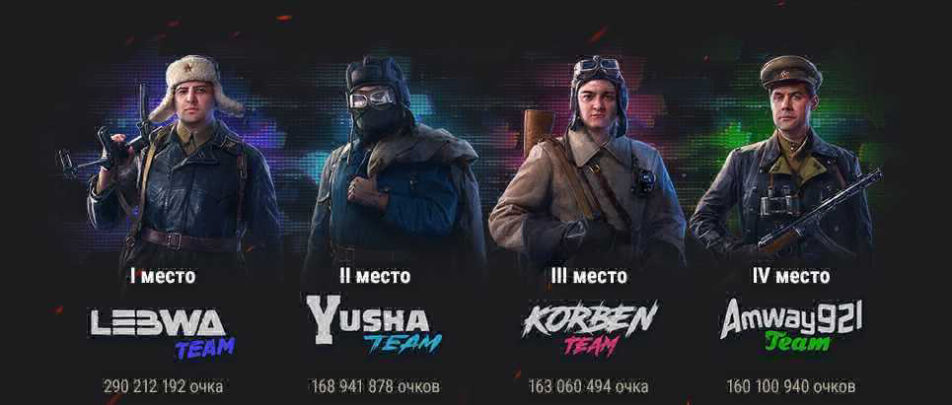 I место
LEBWA
TEAM
290 212 192 очка
II место
YUSHA
TEAM
168 941 878 очков
III место
KORBEN
TEAM
163 060 494 очка
IV место
Amway921
Team
160 100 940 очков